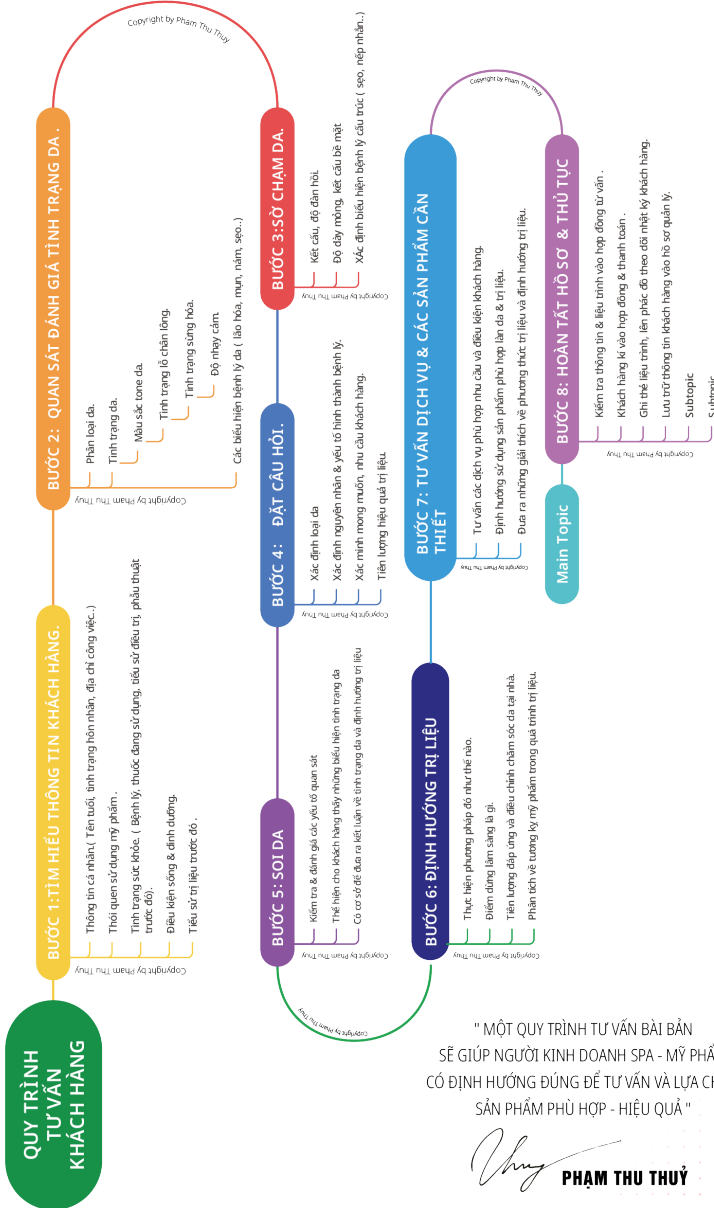 QUY TRÌNH
TƯ VẤN
KHÁCH HÀNG
BƯỚC 1:TÌM HIỂU THÔNG TIN KHÁCH HÀNG.
Thông tin cá nhân.( Tên tuổi, tình trạng hôn nhân, địa chỉ công việc..)
Thói quen sử dụng mỹ phẩm .
Tình trạng sức khỏe. ( Bệnh lý, thuốc đang sử dụng, tiểu sử điều trị, phẫu thuật
trước đó).
Điều kiện sống & dinh dưỡng.
Tiểu sử trị liệu trước đó .
Copyright by Pham Thu Thuy
BƯỚC 2: QUAN SÁT ĐÁNH GIÁ TÌNH TRẠNG DA .
Phân loại da.
Tình trạng da.
Màu sắc tone da.
Tình trạng lỗ chân lông.
Tình trạng sừng hóa.
Độ nhạy cảm.
Các biểu hiện bệnh lý da ( lão hóa, mụn, nám, sẹo..)
Copyright by Pham Thu Thuy
Copyright by Pham Thu Thuy
BƯỚC 3:SỜ CHẠM DA.
Kết cấu, độ đàn hồi.
Độ dày mỏng, kết cấu bề mặt
XÁc định biểu hiện bệnh lý cấu trúc ( sẹo, nếp nhăn..)
Copyright by Pham Thu Thuy
BƯỚC 4: ĐẶT CÂU HỎI.
Xác định loại da
Xác định nguyên nhân & yếu tố hình thành bệnh lý.
Xác minh mong muốn, nhu cầu khách hàng.
Tiên lượng hiệu quả trị liệu.
Copyright by Pham Thu Thuy
BƯỚC 5: SOI DA
Kiểm tra & đánh giá các yếu tố quan sát
Thể hiện cho khách hàng thấy những biểu hiện tình trạng da
Có cơ sở để đưa ra kết luận về tình trạng da và định hướng trị liệu
Copyright by Pham Thu Thuy
Copyright by Pham Thu Thuy
BƯỚC 6: ĐỊNH HƯỚNG TRỊ LIỆU
Thực hiện phương pháp đó như thế nào.
Điểm dừng lâm sàng là gì.
Tiên lượng đáp ứng và điều chỉnh chăm sóc da tại nhà.
Phân tích về tương kỵ mỹ phẩm trong quá trình trị liệu.
Copyright by Pham Thu Thuy
BƯỚC 7: TƯ VẤN DỊCH VỤ & CÁC SẢN PHẨM CẦN
THIẾT
Tư vấn các dịch vụ phù hợp nhu cầu và điều kiện khách hàng.
Định hướng sử dụng sản phẩm phù hợp làn da & trị liệu.
Đưa ra những giải thích về phương thức trị liệu và định hướng trị liệu.
Copyright by Pham Thu Thuy
Copyright by Pham Thu Thuy
BƯỚC 8: HOÀN TẤT HỒ SƠ & THỦ TỤC
Kiểm tra thông tin & liệu trình vào hợp đồng tư vấn .
Khách hàng kí vào hợp đồng & thanh toán .
Ghi thẻ liệu trình, lên phác đồ theo dõi nhật ký khách hàng.
Lưu trữ thông tin khách hàng vào hồ sơ quản lý.
Subtopic
Subtopic
Copyright by Pham Thu Thuy
Main Topic
" MỘT QUY TRÌNH TƯ VẤN BÀI BẢN
SẼ GIÚP NGƯỜI KINH DOANH SPA - MỸ PHẨ
CÓ ĐỊNH HƯỚNG ĐÚNG ĐỂ TƯ VẤN VÀ LỰA CH
SẢN PHẨM PHÙ HỢP - HIỆU QUẢ "
Thuy
PHẠM THU THUỶ